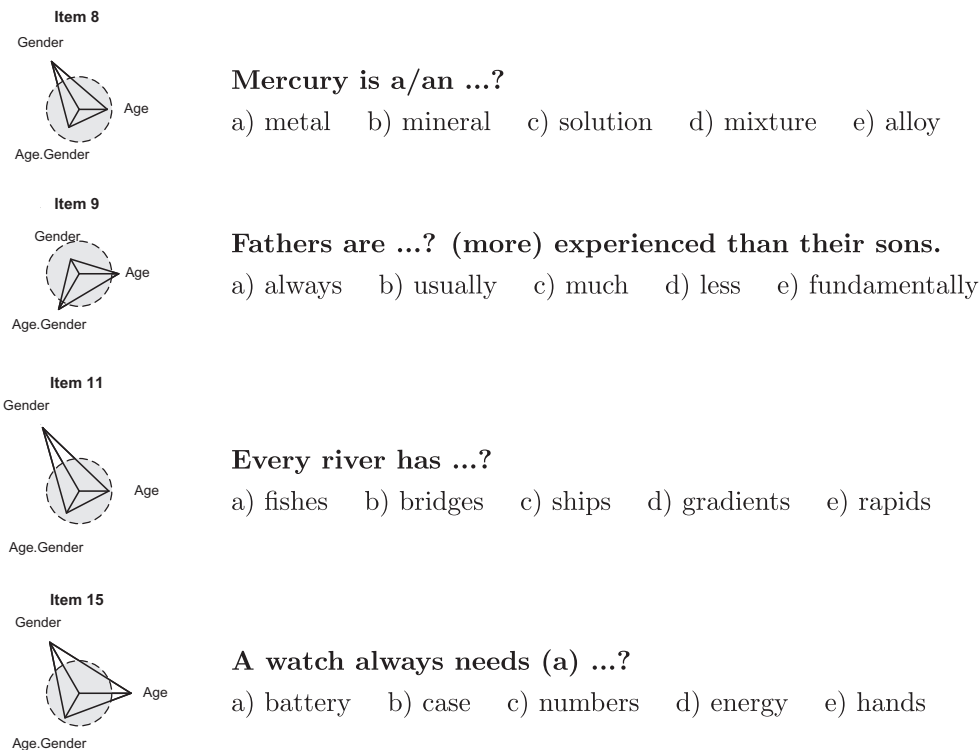 Item 8
Gender
Age
Age.Gender
Mercury is a/an ...?
a) metal b) mineral c) solution d) mixture e) alloy
Item 9
Gender
Age
Age.Gender
Fathers are ...? (more) experienced than their sons.
a) always b) usually c) much d) less e) fundamentally
Item 11
Gender
Age
Age.Gender
Every river has ...?
a) fishes b) bridges c) ships d) gradients e) rapids
Item 15
Gender
Age
Age.Gender
A watch always needs (a) ...?
a) battery b) case c) numbers d) energy e) hands